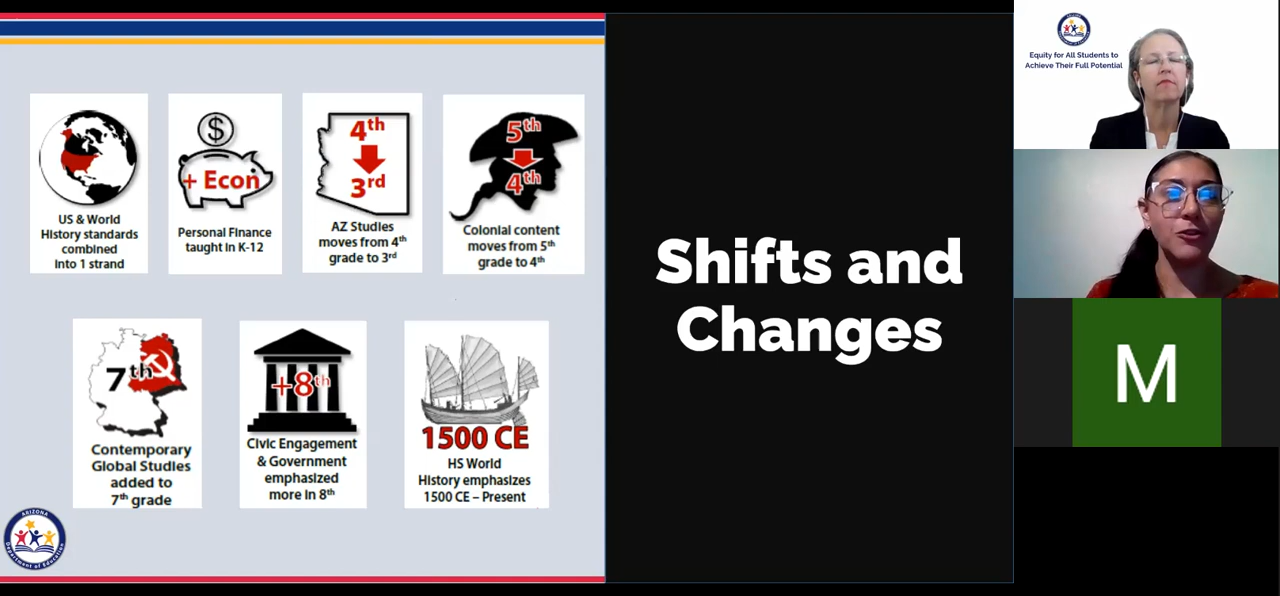 US & World
History standards
combined
into 1 strand
$
+ Econ
Personal Finance
taught in K-12
4th
3rd
AZ Studies
moves from 4th
grade to 3rd
5th
4th
Colonial content
moves from 5th
grade to 4th
7th
Contemporary
Global Studies
added to
7th grade
+8th
Civic Engagement
& Government
emphasized
more in 8th
1500 CE
HS World
History emphasizes
1500 CE – Present
ARIZONA
Department of Education
Shifts and
Changes
Equity for All Students to
Achieve Their Full Potential
M